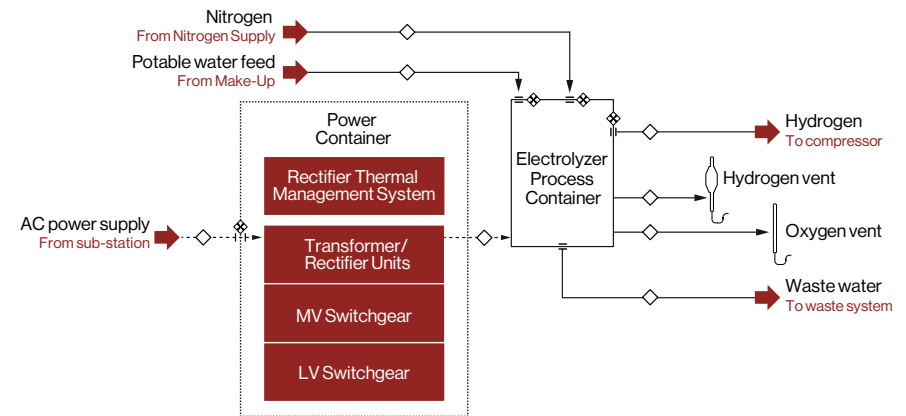 Nitrogen
From Nitrogen Supply
Potable water feed
From Make-Up
Power
Container
Rectifier Thermal
Management System
AC power supply
From sub-station
Transformer/
Rectifier Units
MV Switchgear
LV Switchgear
Electrolyzer
Process
Container
Hydrogen
To compressor
Hydrogen vent
Oxygen vent
Waste water
To waste system